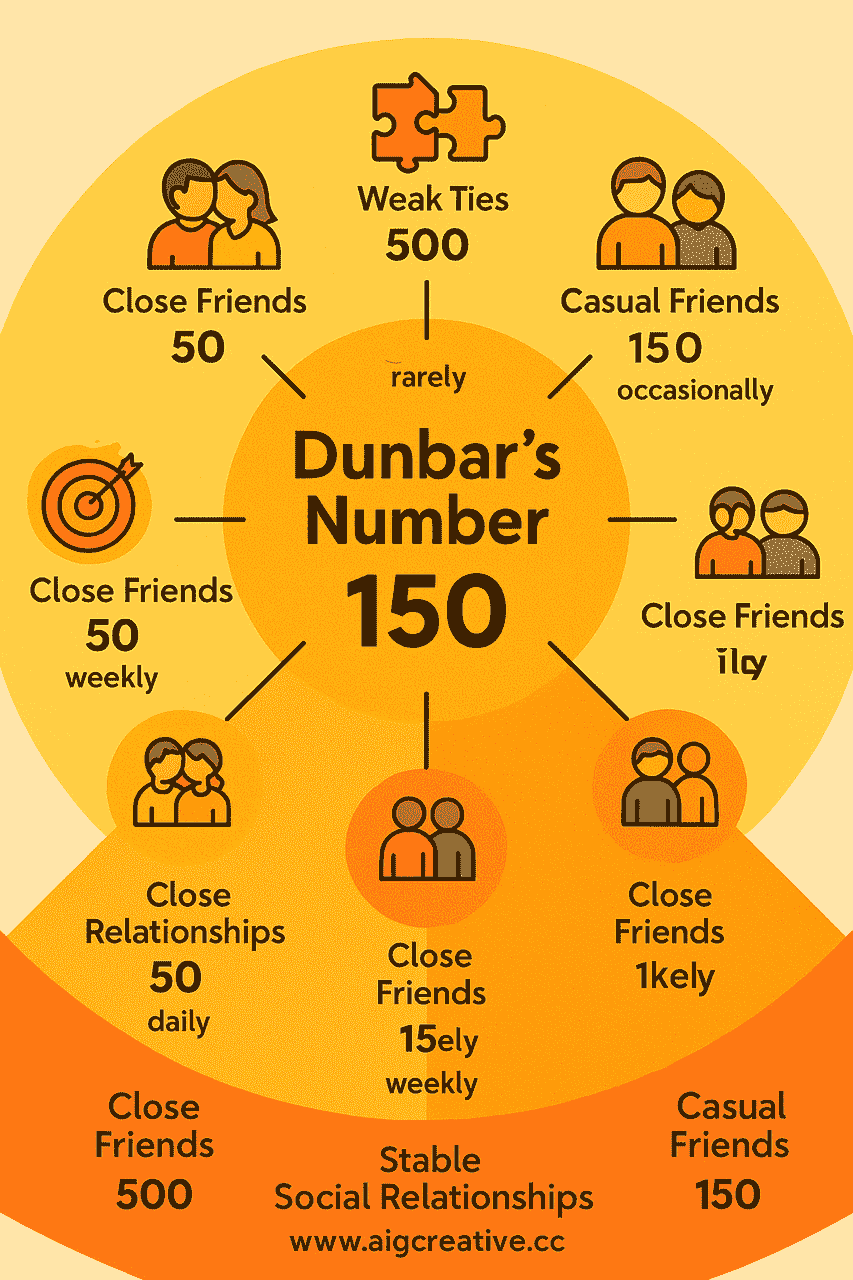 Weak Ties
500
Close Friends
50
Casual Friends
150
occasionally
rarely
Dunbar's
Number
150
Close Friends
50
weekly
Close Friends
Close
Relationships
50
daily
Close
Friends
15ely
weekly
Close
Friends
1kely
Close
Friends
500
Stable
Social Relationships
Casual
Friends
150
www.aigcreative.cc